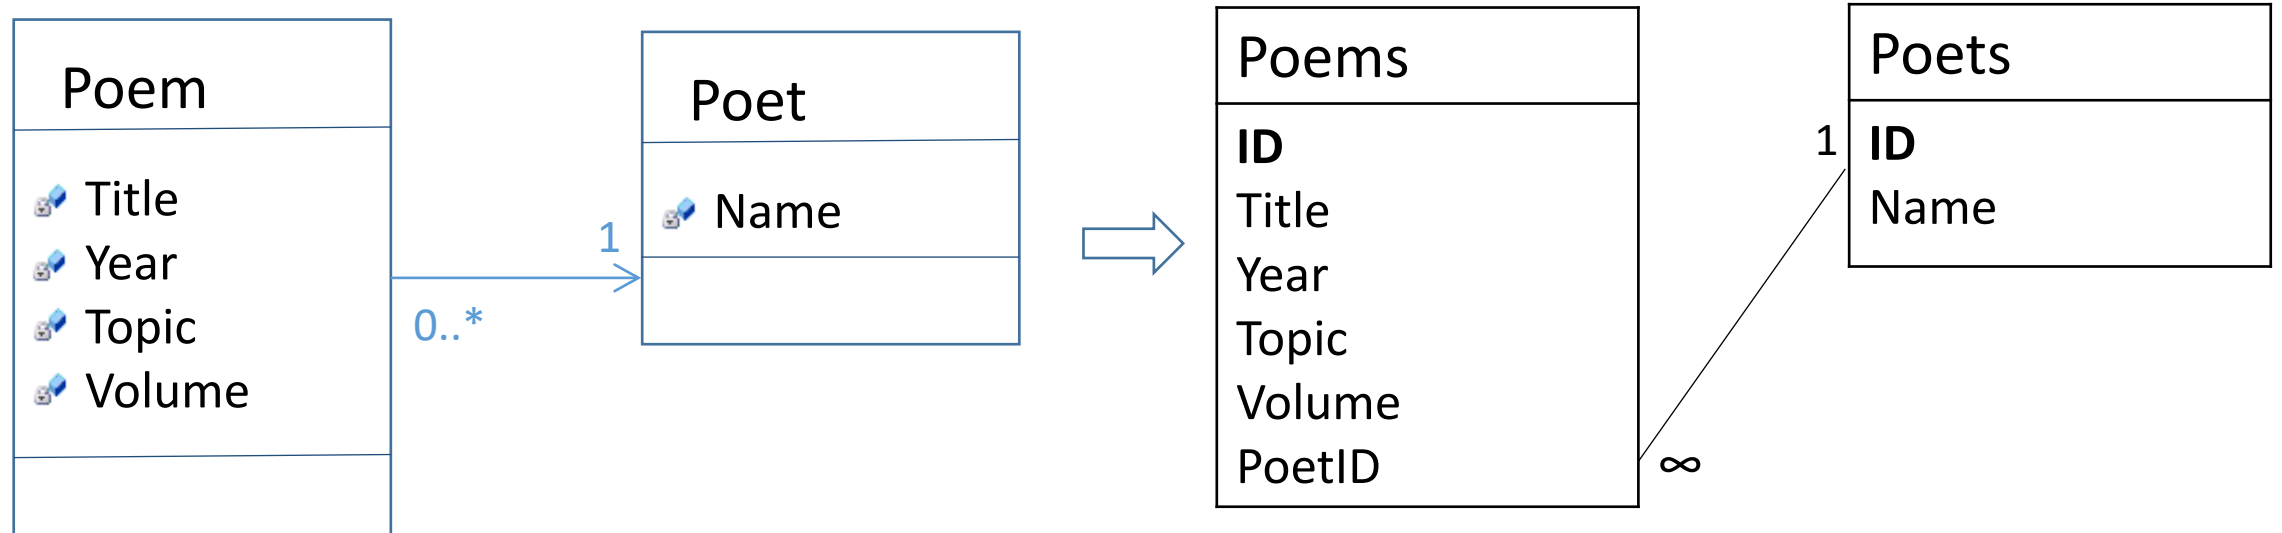 Poem
Title
Year
Topic
Volume
0..*
1
Poet
Name
Poems
ID
Title
Year
Topic
Volume
PoetID
∞
1
Poets
ID
Name